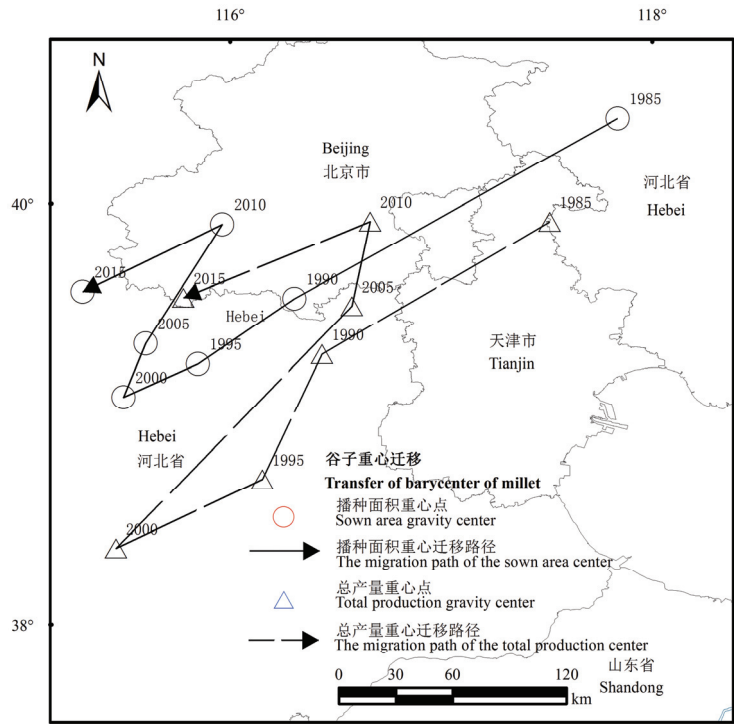 116°
118°
N
1985
Beijing
北京市
河北省
Hebei
40°
2010
2010
1985
2015
2015
1990
Hebei
2005
2005
1990
天津市
Tianjin
1995
2000
Hebei
河北省
1995
谷子重心迁移
Transfer of barycenter of millet
播种面积重心点
Sown area gravity center
2000
播种面积重心迁移路径
The migration path of the sown area center
总产量重心点
Total production gravity center
38°
总产量重心迁移路径
The migration path of the total production center
山东省
Shandong
0 30 60 120
km